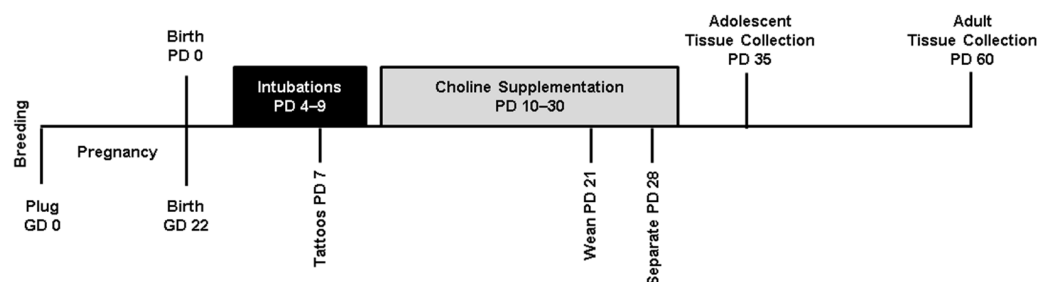 Birth
PD 0
Adolescent
Tissue Collection
PD 35
Adult
Tissue Collection
PD 60
Intubations
PD 4–9
Choline Supplementation
PD 10–30
Breeding
Pregnancy
Plug
GD 0
Birth
GD 22
Tattoos PD 7
Wean PD 21
Separate PD 28